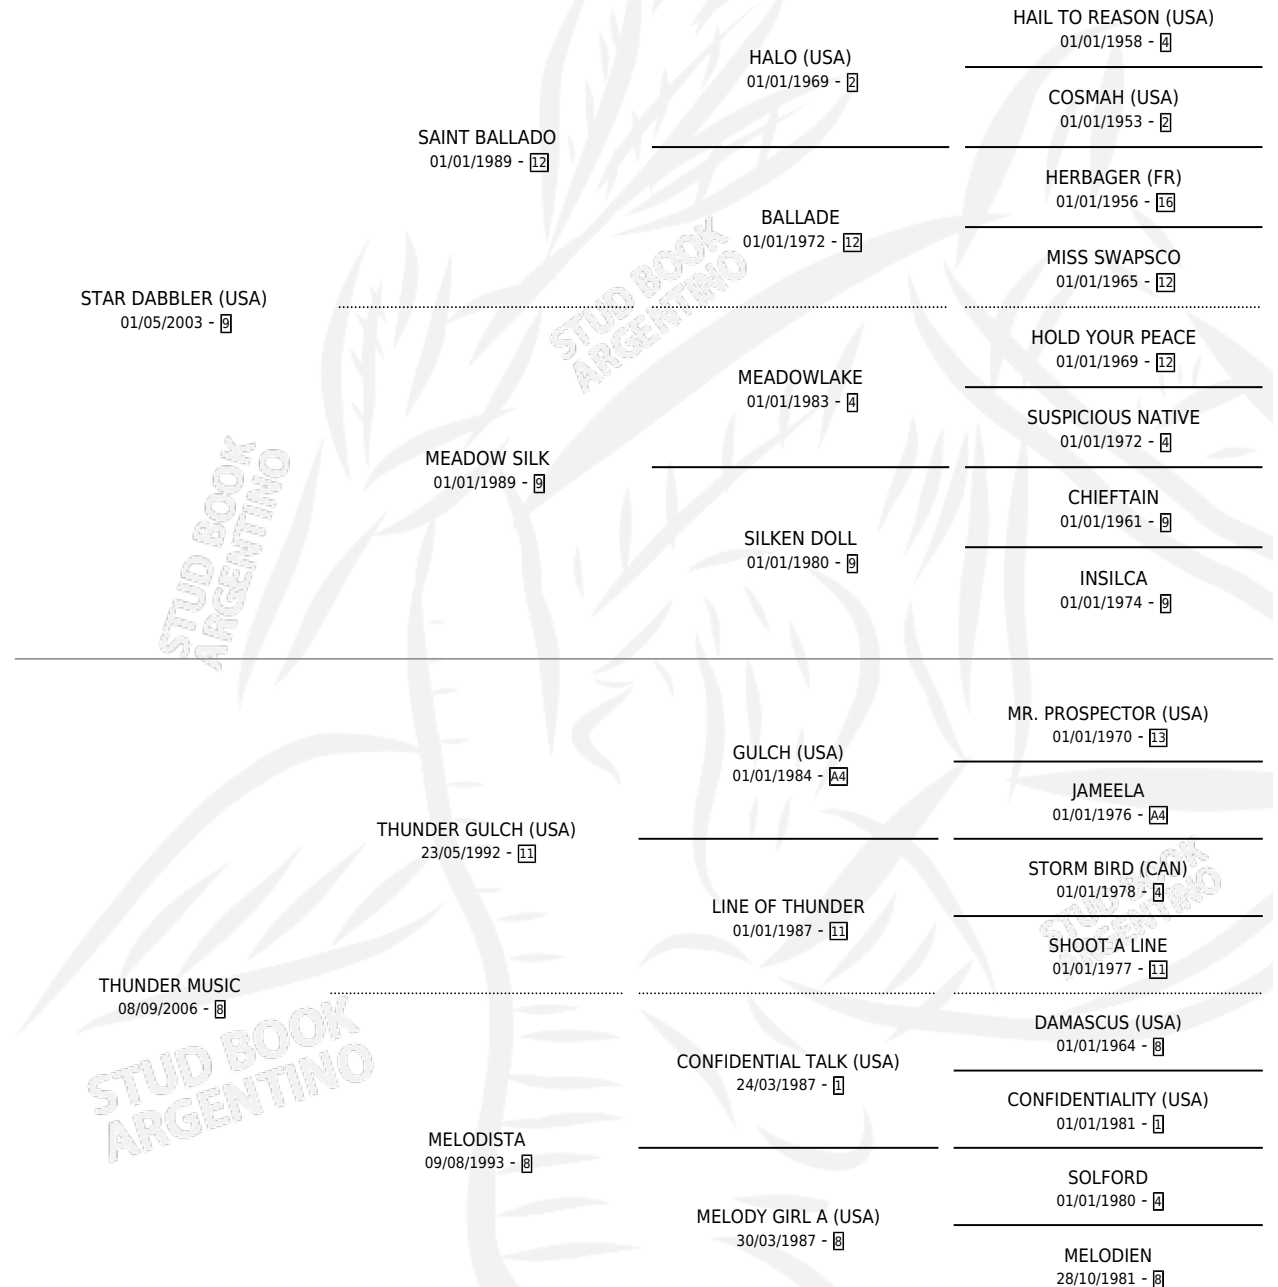 HAIL TO REASON (USA)
01/01/1958 - 4
HALO (USA)
01/01/1969 - 2
COSMAH (USA)
01/01/1953 - 2
SAINT BALLADO
01/01/1989 - 12
HERBAGER (FR)
01/01/1956 - 16
BALLADE
01/01/1972 - 12
MISS SWAPSCO
01/01/1965 - 12
STAR DABBLER (USA)
01/05/2003 - 9
STUD BOOK
ARGENTINO
HOLD YOUR PEACE
01/01/1969 - 12
MEADOWLAKE
01/01/1983 - 4
SUSPICIOUS NATIVE
01/01/1972 - 4
MEADOW SILK
01/01/1989 - 9
CHIEFTAIN
01/01/1961 - 9
SILKEN DOLL
01/01/1980 - 9
INSILCA
01/01/1974 - 9
STUD BOOK
ARGENTINO
MR. PROSPECTOR (USA)
01/01/1970 - 13
GULCH (USA)
01/01/1984 - A4
JAMEELA
01/01/1976 - A4
THUNDER GULCH (USA)
23/05/1992 - 11
STORM BIRD (CAN)
01/01/1978 - 4
LINE OF THUNDER
01/01/1987 - 11
SHOOT A LINE
01/01/1977 - 11
STUD BOOK
ARGENTINO
THUNDER MUSIC
08/09/2006 - 8
DAMASCUS (USA)
01/01/1964 - 8
CONFIDENTIAL TALK (USA)
24/03/1987 - 1
CONFIDENTIALITY (USA)
01/01/1981 - 1
STUD BOOK
ARGENTINO
MELODISTA
09/08/1993 - 8
SOLFORD
01/01/1980 - 4
MELODY GIRL A (USA)
30/03/1987 - 8
MELODIEN
28/10/1981 - 8